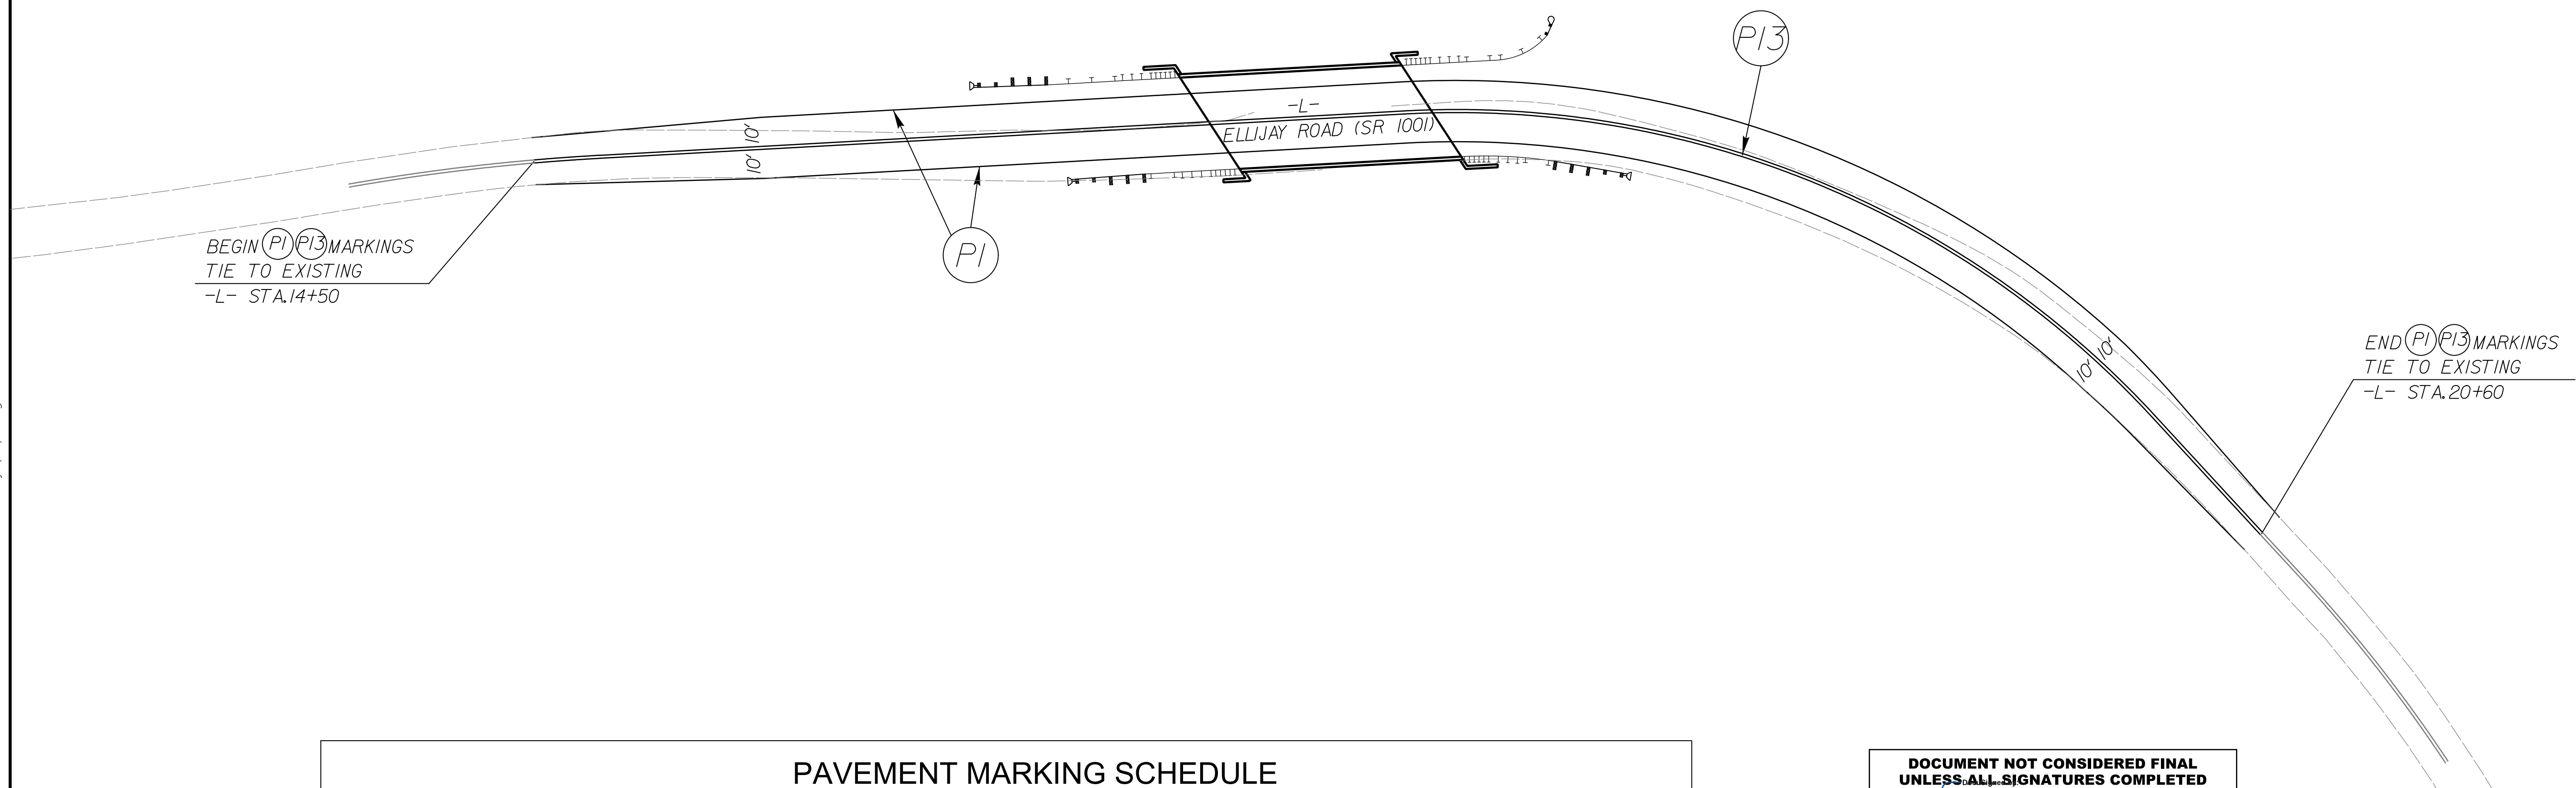 P13
-L-
ELLIJAY ROAD (SR 1001)
10'
10'
BEGIN P1 P13 MARKINGS
TIE TO EXISTING
-L- STA.14+50
P1
10'
10'
END P1 P13 MARKINGS
TIE TO EXISTING
-L- STA.20+60
PAVEMENT MARKING SCHEDULE
DOCUMENT NOT CONSIDERED FINAL
UNLESS ALL SIGNATURES COMPLETED